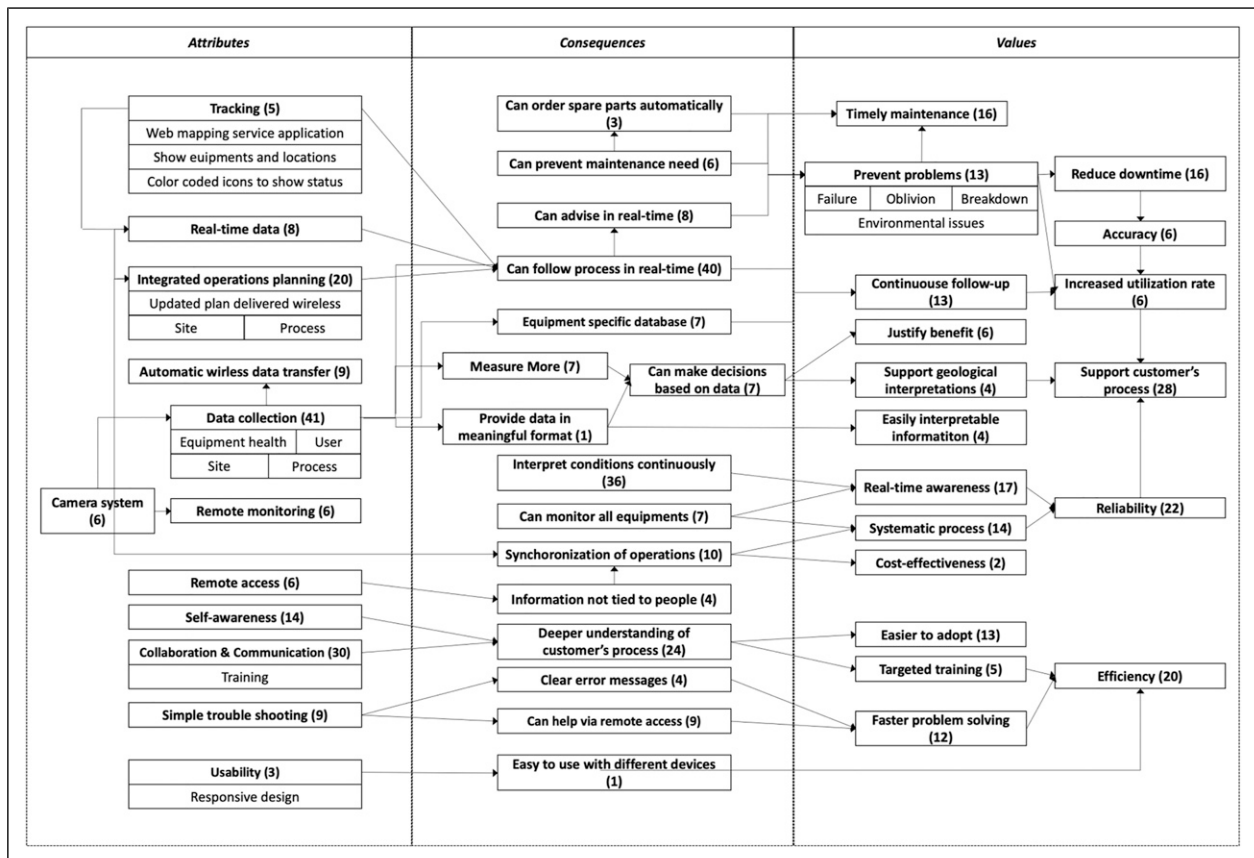 Attributes
Consequences
Values
Tracking (5)
Web mapping service application
Show euipments and locations
Color coded icons to show status
Real-time data (8)
Integrated operations planning (20)
Updated plan delivered wireless
Site
Process
Automatic wirless data transfer (9)
Data collection (41)
Equipment health
User
Site
Process
Camera system
(6)
Remote monitoring (6)
Remote access (6)
Self-awareness (14)
Collaboration & Communication (30)
Training
Simple trouble shooting (9)
Usability (3)
Responsive design
Can order spare parts automatically
(3)
Can prevent maintenance need (6)
Can advise in real-time (8)
Can follow process in real-time (40)
Equipment specific database (7)
Measure More (7)
Can make decisions
based on data (7)
Provide data in
meaningful format (1)
Interpret conditions continuously
(36)
Can monitor all equipments (7)
Synchoronization of operations (10)
Information not tied to people (4)
Deeper understanding of
customer's process (24)
Clear error messages (4)
Can help via remote access (9)
Easy to use with different devices
(1)
Timely maintenance (16)
Prevent problems (13)
Failure
Oblivion
Breakdown
Environmental issues
Reduce downtime (16)
Accuracy (6)
Continuouse follow-up
(13)
Increased utilization rate
(6)
Justify benefit (6)
Support geological
interpretations (4)
Support customer's
process (28)
Easily interpretable
informatiton (4)
Real-time awareness (17)
Reliability (22)
Systematic process (14)
Cost-effectiveness (2)
Easier to adopt (13)
Targeted training (5)
Efficiency (20)
Faster problem solving
(12)